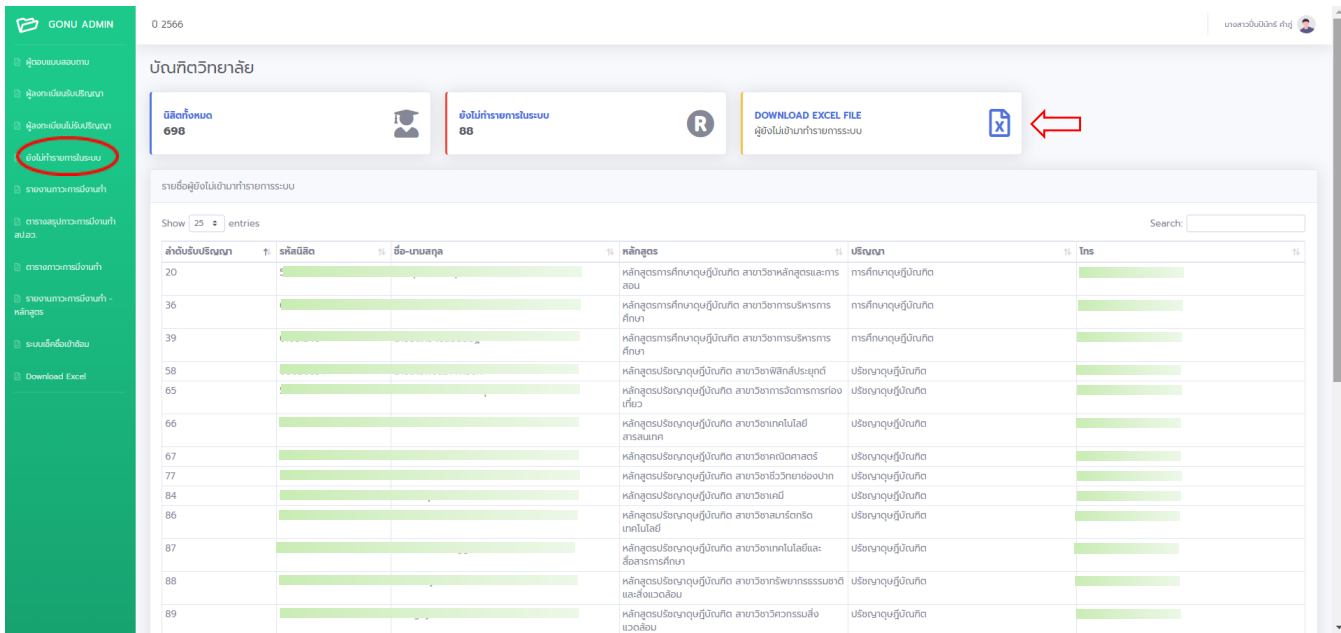 GONU ADMIN
ปี 2566
ผู้ตอบแบบสอบถาม
ผู้ลงทะเบียนรับปริญญา
ผู้ลงทะเบียนไม่รับปริญญา
ยังไม่ทำรายการในระบบ
รายงานภาวะการมีงานทำ
ตารางสรุปภาวะการมีงานทำ
สป.อว.
ตารางภาวะการมีงานทำ
รายงานภาวะการมีงานทำ -
หลักสูตร
ระบบเช็คชื่อเข้าซ้อม
Download Excel
บัณฑิตวิทยาลัย
นิสิตทั้งหมด
698
ยังไม่ทำรายการในระบบ
88
R
DOWNLOAD EXCEL FILE
ผู้ยังไม่เข้ามาทำรายการระบบ
X
รายชื่อผู้ยังไม่เข้ามาทำรายการระบบ
Show 25 entries
Search:
ลำดับรับปริญญา รหัสนิสิต ชื่อ-นามสกุล หลักสูตร ปริญญา โทร
20 หลักสูตรการศึกษาดุษฎีบัณฑิต สาขาวิชาหลักสูตรและการ การศึกษาดุษฎีบัณฑิต
สอน
36 หลักสูตรการศึกษาดุษฎีบัณฑิต สาขาวิชาการบริหารการ การศึกษาดุษฎีบัณฑิต
ศึกษา
39 หลักสูตรการศึกษาดุษฎีบัณฑิต สาขาวิชาการบริหารการ การศึกษาดุษฎีบัณฑิต
ศึกษา
58 หลักสูตรปรัชญาดุษฎีบัณฑิต สาขาวิชาฟิสิกส์ประยุกต์ ปรัชญาดุษฎีบัณฑิต
65 หลักสูตรปรัชญาดุษฎีบัณฑิต สาขาวิชาการจัดการการท่อง ปรัชญาดุษฎีบัณฑิต
เที่ยว
66 หลักสูตรปรัชญาดุษฎีบัณฑิต สาขาวิชาเทคโนโลยี ปรัชญาดุษฎีบัณฑิต
สารสนเทศ
67 หลักสูตรปรัชญาดุษฎีบัณฑิต สาขาวิชาคณิตศาสตร์ ปรัชญาดุษฎีบัณฑิต
77 หลักสูตรปรัชญาดุษฎีบัณฑิต สาขาวิชาชีววิทยาช่องปาก ปรัชญาดุษฎีบัณฑิต
84 หลักสูตรปรัชญาดุษฎีบัณฑิต สาขาวิชาเคมี ปรัชญาดุษฎีบัณฑิต
86 หลักสูตรปรัชญาดุษฎีบัณฑิต สาขาวิชาสมาร์ตกริด ปรัชญาดุษฎีบัณฑิต
เทคโนโลยี
87 หลักสูตรปรัชญาดุษฎีบัณฑิต สาขาวิชาเทคโนโลยีและ ปรัชญาดุษฎีบัณฑิต
สื่อสารการศึกษา
88 หลักสูตรปรัชญาดุษฎีบัณฑิต สาขาวิชาทรัพยากรธรรมชาติ ปรัชญาดุษฎีบัณฑิต
และสิ่งแวดล้อม
89 หลักสูตรปรัชญาดุษฎีบัณฑิต สาขาวิชาวิศวกรรมสิ่ง ปรัชญาดุษฎีบัณฑิต
แวดล้อม